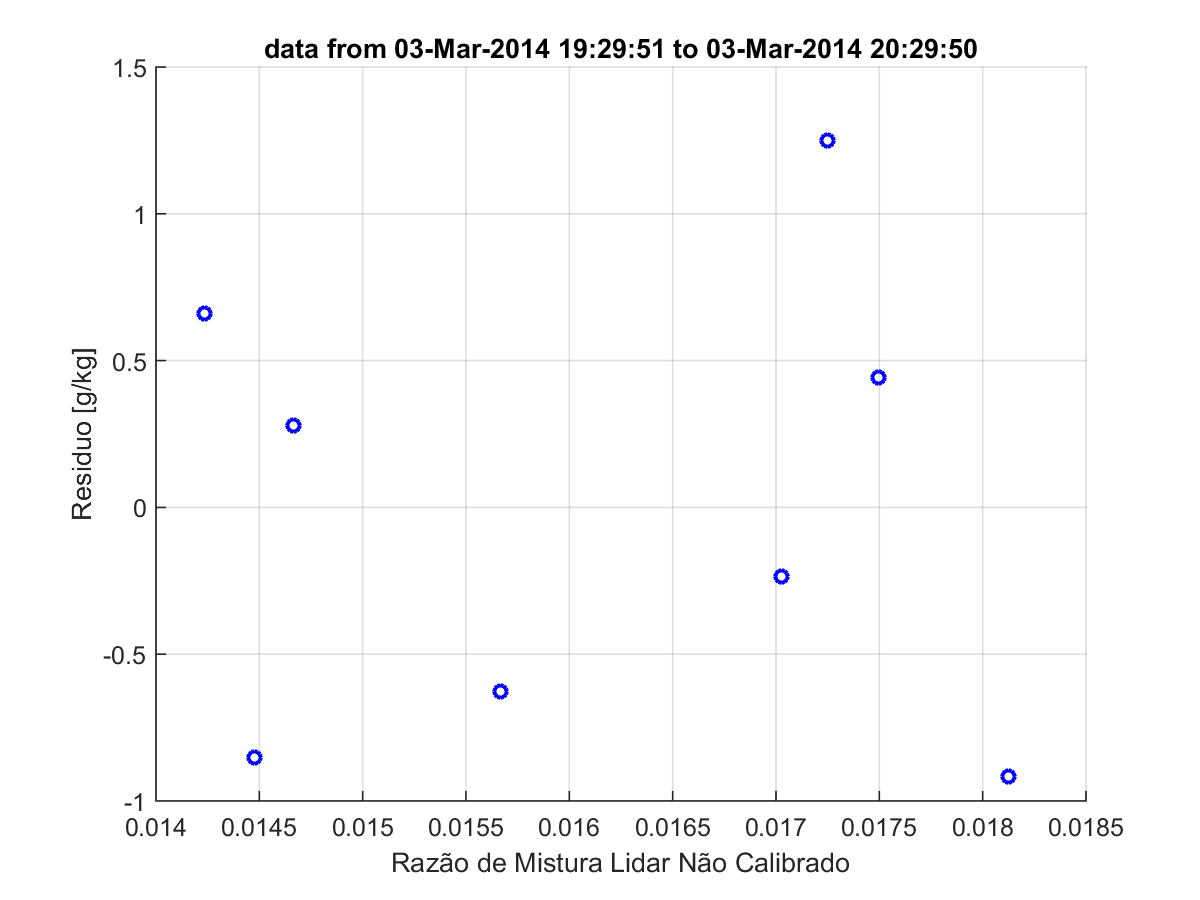 data from 03-Mar-2014 19:29:51 to 03-Mar-2014 20:29:50
1.5
1
0.5
0
-0.5
-1
Residuo [g/kg]
0.014 0.0145 0.015 0.0155 0.016 0.0165 0.017 0.0175 0.018 0.0185
Razão de Mistura Lidar Não Calibrado